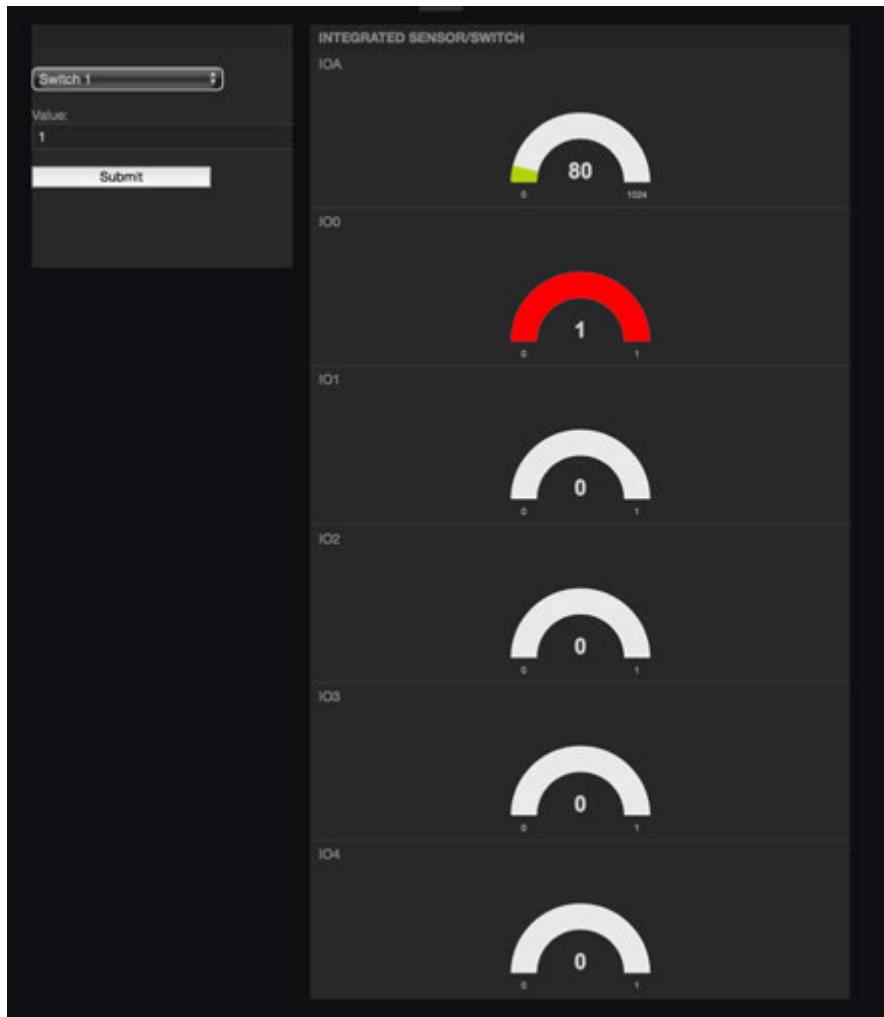 Switch 1
Value:
1
Submit
INTEGRATED SENSOR/SWITCH
IOA
80
0 1024
IO0
1
0 1
IO1
0
0 1
IO2
0
0 1
IO3
0
0 1
IO4
0
0 1